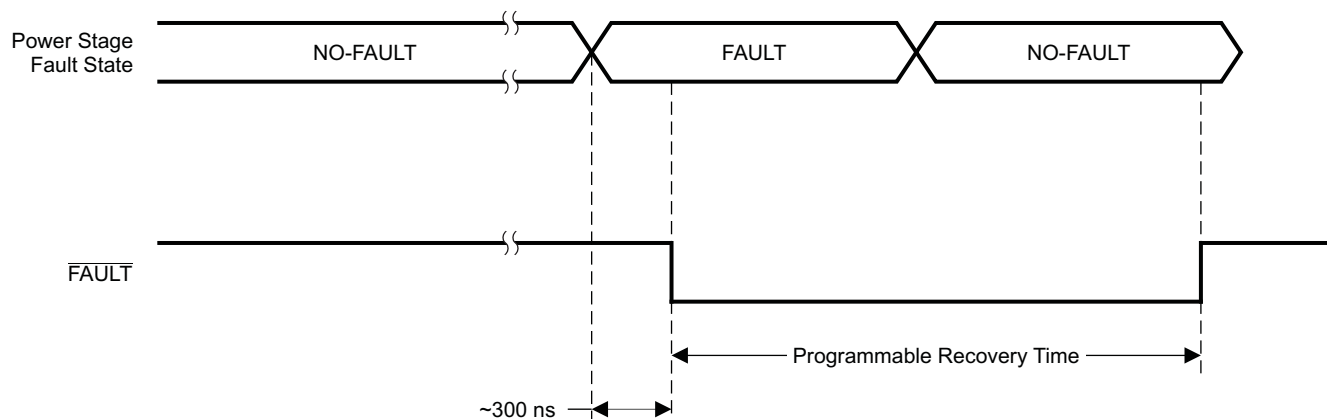 Power Stage
Fault State
NO-FAULT
FAULT
NO-FAULT
FAULT
Programmable Recovery Time
~300 ns